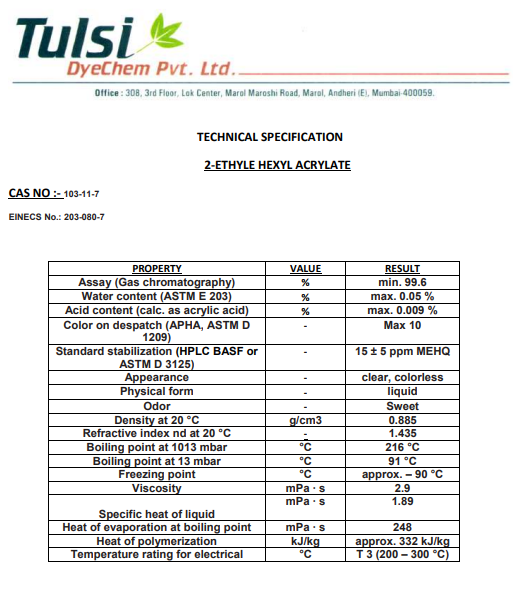 Tulsi
DyeChem Pvt. Ltd.
Office : 308, 3rd Floor, Lok Center, Marol Maroshi Road, Marol, Andheri (E), Mumbai-400059.
TECHNICAL SPECIFICATION
2-ETHYLE HEXYL ACRYLATE
CAS NO :- 103-11-7
EINECS No.: 203-080-7
PROPERTY VALUE RESULT
Assay (Gas chromatography) % min. 99.6
Water content (ASTM E 203) % max. 0.05 %
Acid content (calc. as acrylic acid) % max. 0.009 %
Color on despatch (APHA, ASTM D - Max 10
1209)
Standard stabilization (HPLC BASF or - 15 ± 5 ppm MEHQ
ASTM D 3125)
Appearance - clear, colorless
Physical form - liquid
Odor - Sweet
Density at 20 °C g/cm3 0.885
Refractive index nd at 20 °C - 1.435
Boiling point at 1013 mbar °C 216 °C
Boiling point at 13 mbar °C 91 °C
Freezing point °C approx. – 90 °C
Viscosity mPa · s 2.9
mPa · s 1.89
Specific heat of liquid
Heat of evaporation at boiling point mPa · s 248
Heat of polymerization kJ/kg approx. 332 kJ/kg
Temperature rating for electrical °C T 3 (200 – 300 °C)